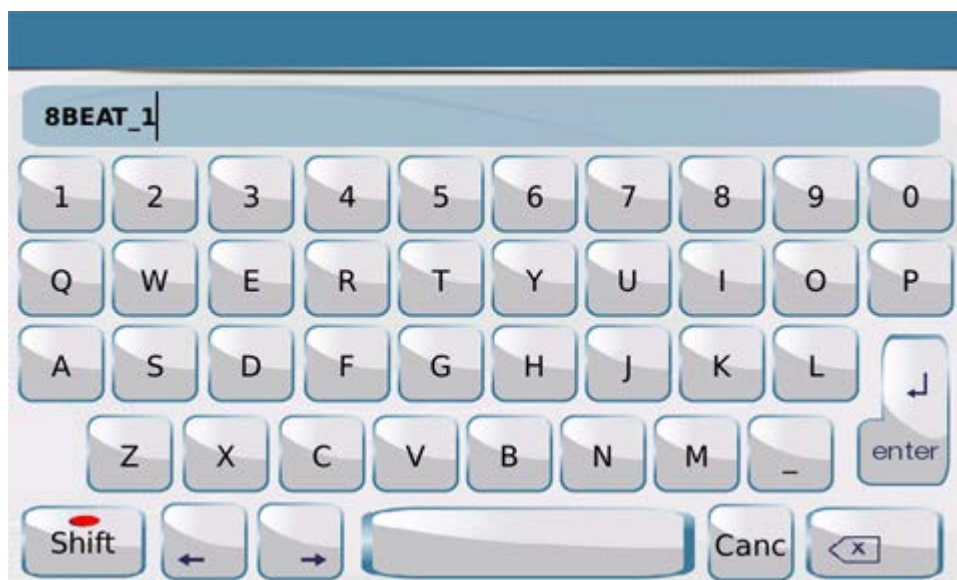 8BEAT_1
1 2 3 4 5 6 7 8 9 0
Q W E R T Y U I O P
A S D F G H J K L
enter
Z X C V B N M _
Shift ← → Canc x